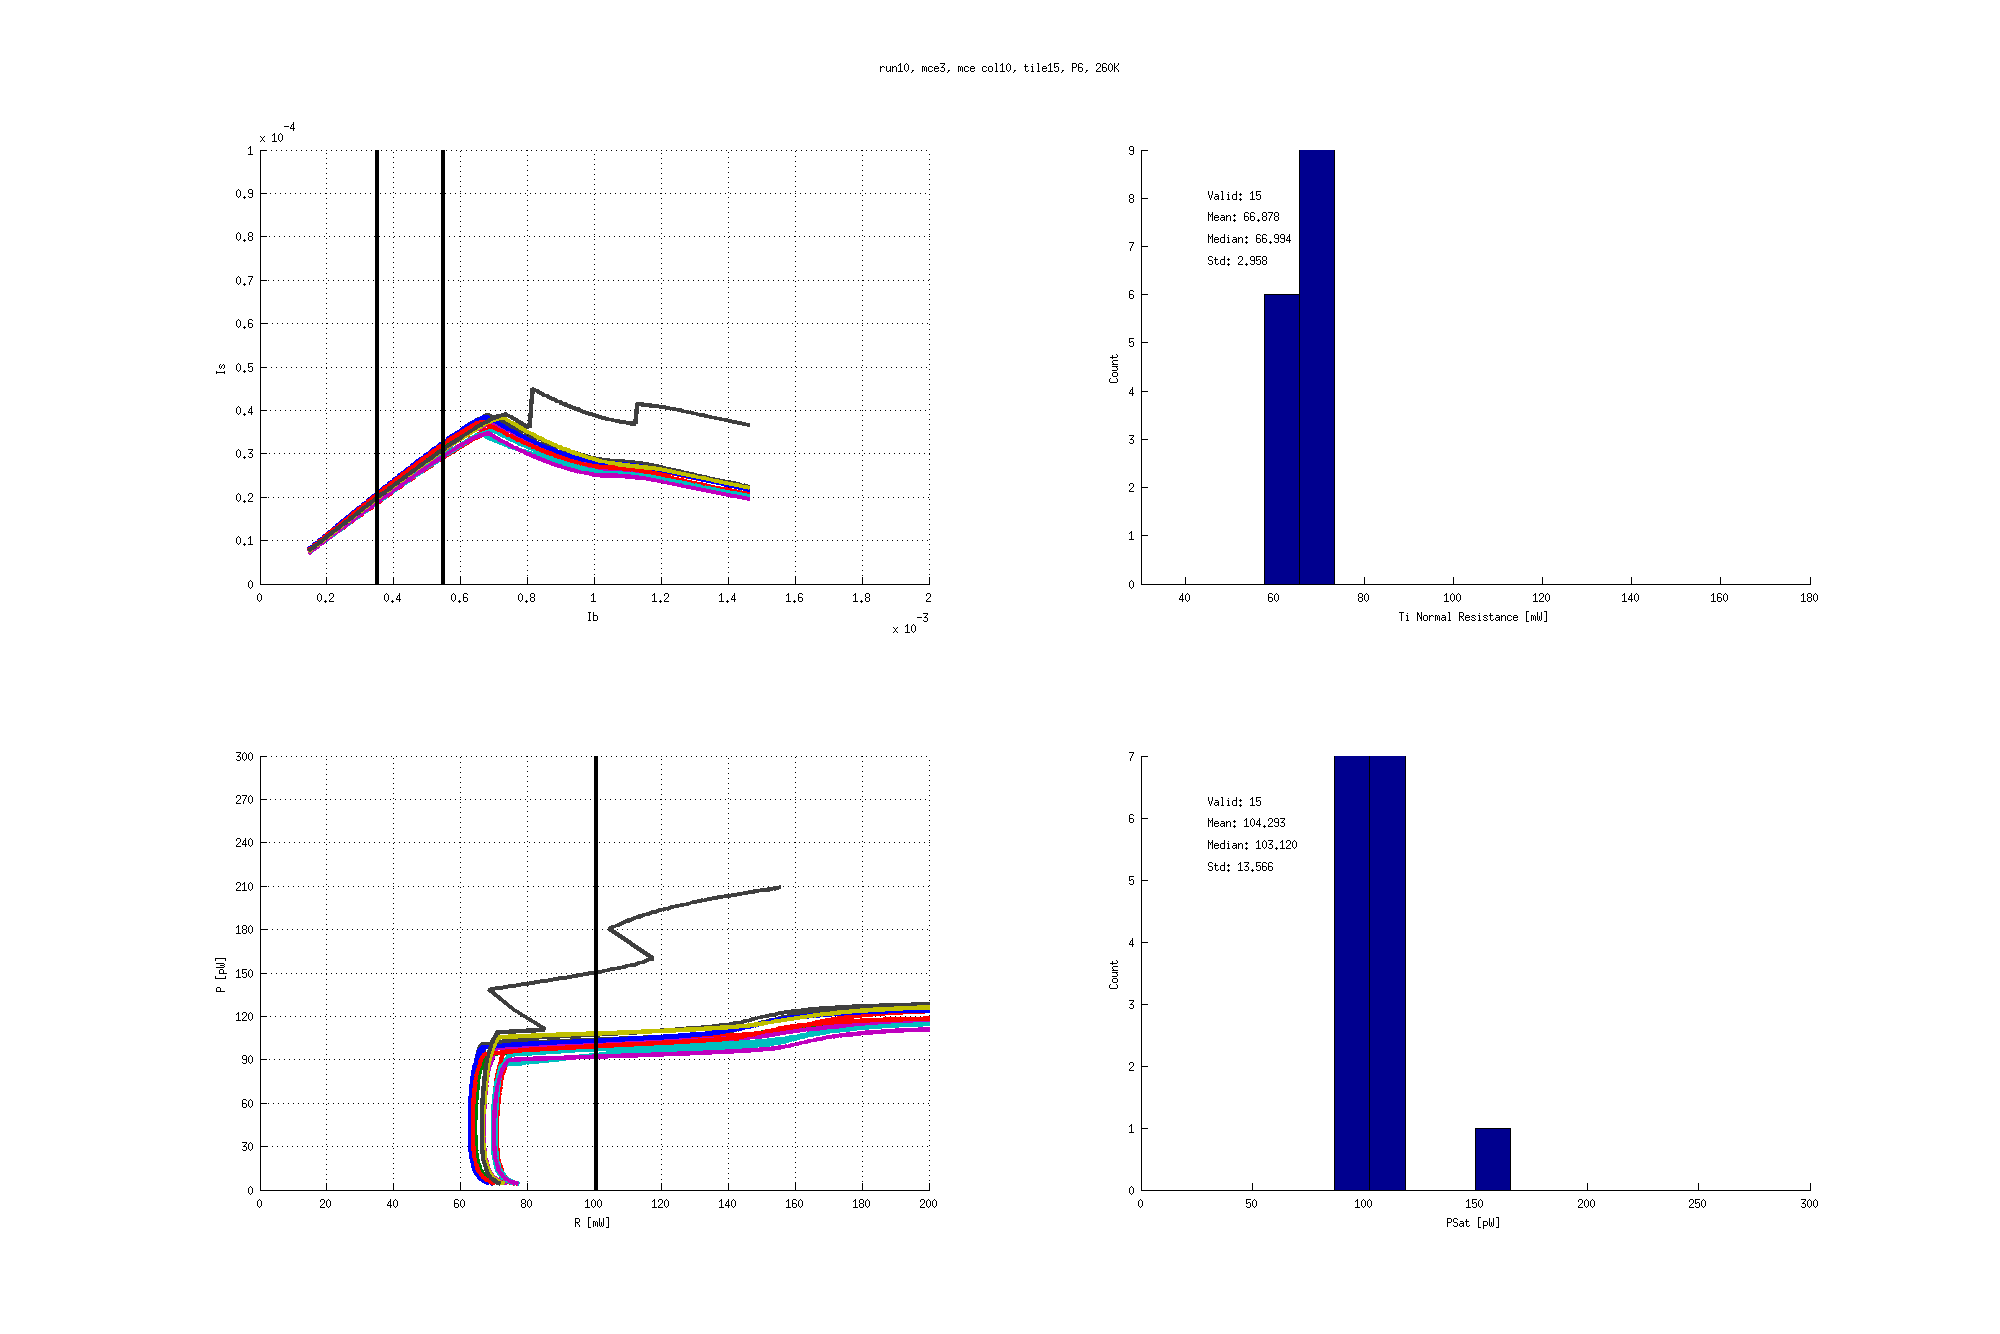 run10, mce3, mce col10, tile15, P6, 260K
x 10^-4
1
0.9
0.8
0.7
0.6
0.5
0.4
0.3
0.2
0.1
0
Is
0 0.2 0.4 0.6 0.8 1 1.2 1.4 1.6 1.8 2
Ib
x 10^-3
9
8
7
6
5
4
3
2
1
0
Count
Valid: 15
Mean: 66.878
Median: 66.994
Std: 2.958
40 60 80 100 120 140 160 180
Ti Normal Resistance [mW]
300
270
240
210
180
150
120
90
60
30
0
P [pW]
0 20 40 60 80 100 120 140 160 180 200
R [mW]
7
6
5
4
3
2
1
0
Count
Valid: 15
Mean: 104.293
Median: 103.120
Std: 13.566
0 50 100 150 200 250 300
PSat [pW]